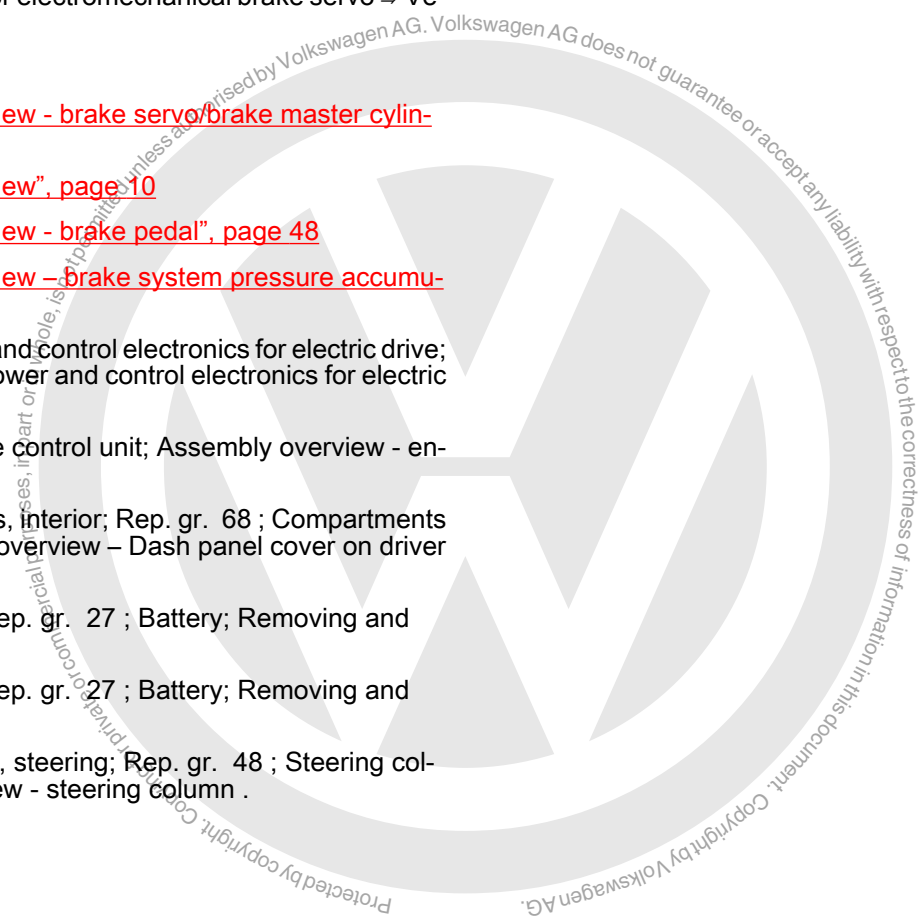 or electromechanical brake servo ⇒ Ve-
ew - brake servo/brake master cylin-
ew”, page 10
ew - brake pedal”, page 48
ew – brake system pressure accumu-
and control electronics for electric drive;
ower and control electronics for electric
e control unit; Assembly overview - en-
s, interior; Rep. gr. 68 ; Compartments
overview – Dash panel cover on driver
ep. gr. 27 ; Battery; Removing and
ep. gr. 27 ; Battery; Removing and
, steering; Rep. gr. 48 ; Steering col-
ew - steering column .
Protected by copyright. Copying for private or commercial purposes, in part or in whole, is not permitted unless authorised by Volkswagen AG. Volkswagen AG does not guarantee or accept any liability with respect to the correctness of information in this document. Copyright by Volkswagen AG.